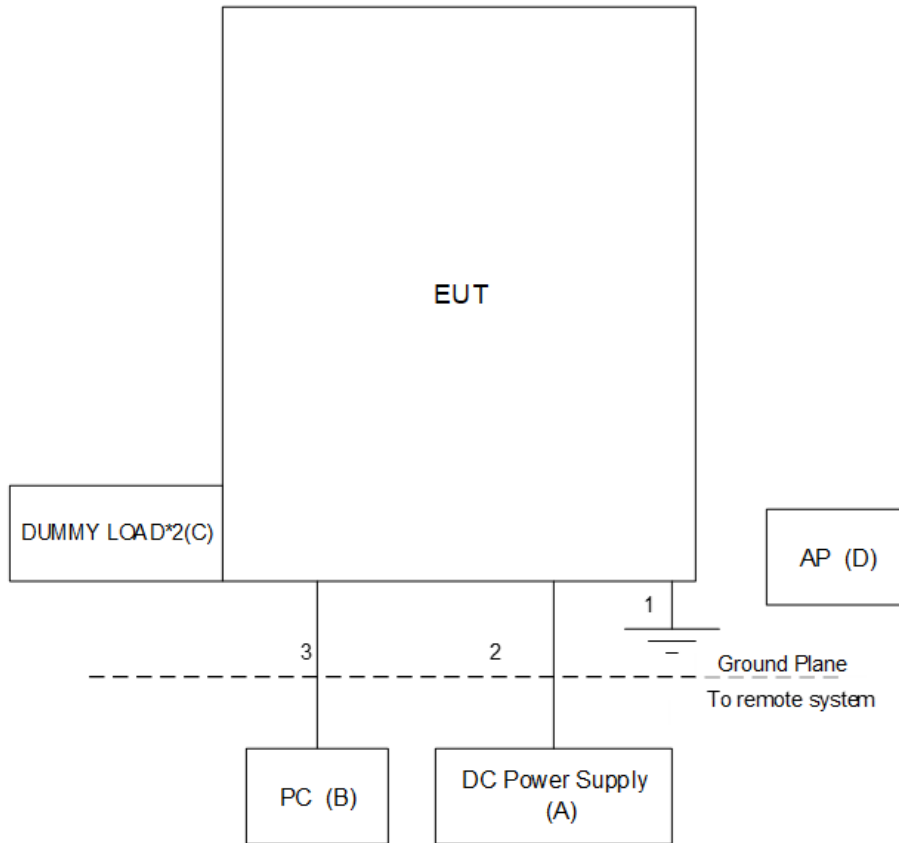 EUT
DUMMY LOAD*2(C)
AP (D)
1
3
2
Ground Plane
To remote system
PC (B)
DC Power Supply
(A)